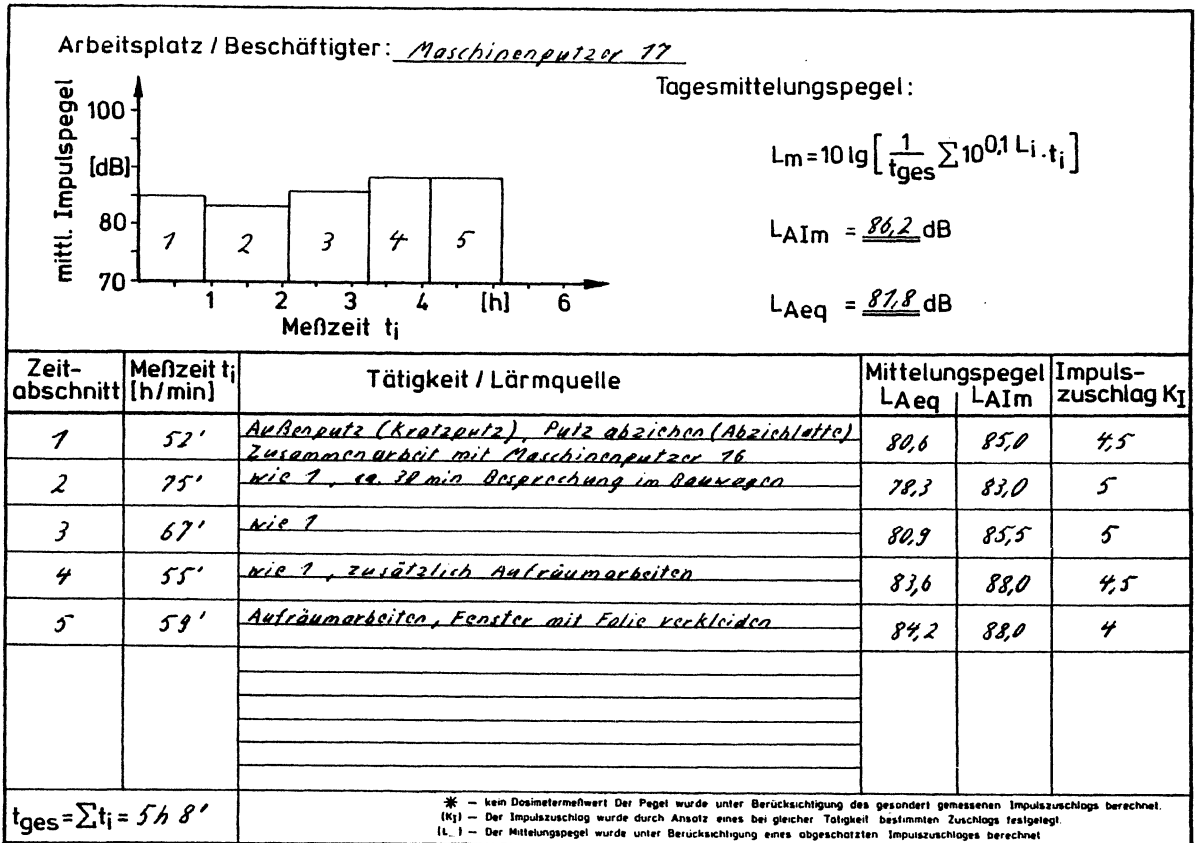 Arbeitsplatz / Beschäftigter: Maschinenputzer 17
mittl. Impulspegel [dB]
100
80
70
1 2 3 4 5
1 2 3 4 [h] 6
Meßzeit ti
Tagesmittelungspegel:
Lm = 10 lg [ 1/tges ∑ 10^0,1 Li · ti ]
LAIm = 86,2 dB
LAeq = 81,8 dB
Zeitabschnitt | Meßzeit ti [h/min] | Tätigkeit / Lärmquelle | Mittelungspegel LAeq | LAIm | Impulszuschlag KI
1 52' Außenputz (Kratzputz), Putz abziehen (Abziehlatte) 80,6 85,0 4,5
Zusammenarbeit mit Maschinenputzer 16
2 75' wie 1, ca. 30 min Besprechung im Bauwagen 78,3 83,0 5
3 67' wie 1 80,9 85,5 5
4 55' wie 1, zusätzlich Aufräumarbeiten 83,6 88,0 4,5
5 59' Aufräumarbeiten, Fenster mit Folie verkleiden 84,2 88,0 4
tges = ∑ti = 5h 8'
* – kein Dosimetermeßwert Der Pegel wurde unter Berücksichtigung des gesondert gemessenen Impulszuschlags berechnet.
(KI) – Der Impulszuschlag wurde durch Ansatz eines bei gleicher Tätigkeit bestimmten Zuschlags festgelegt.
(L_) – Der Mittelungspegel wurde unter Berücksichtigung eines abgeschätzten Impulszuschlages berechnet